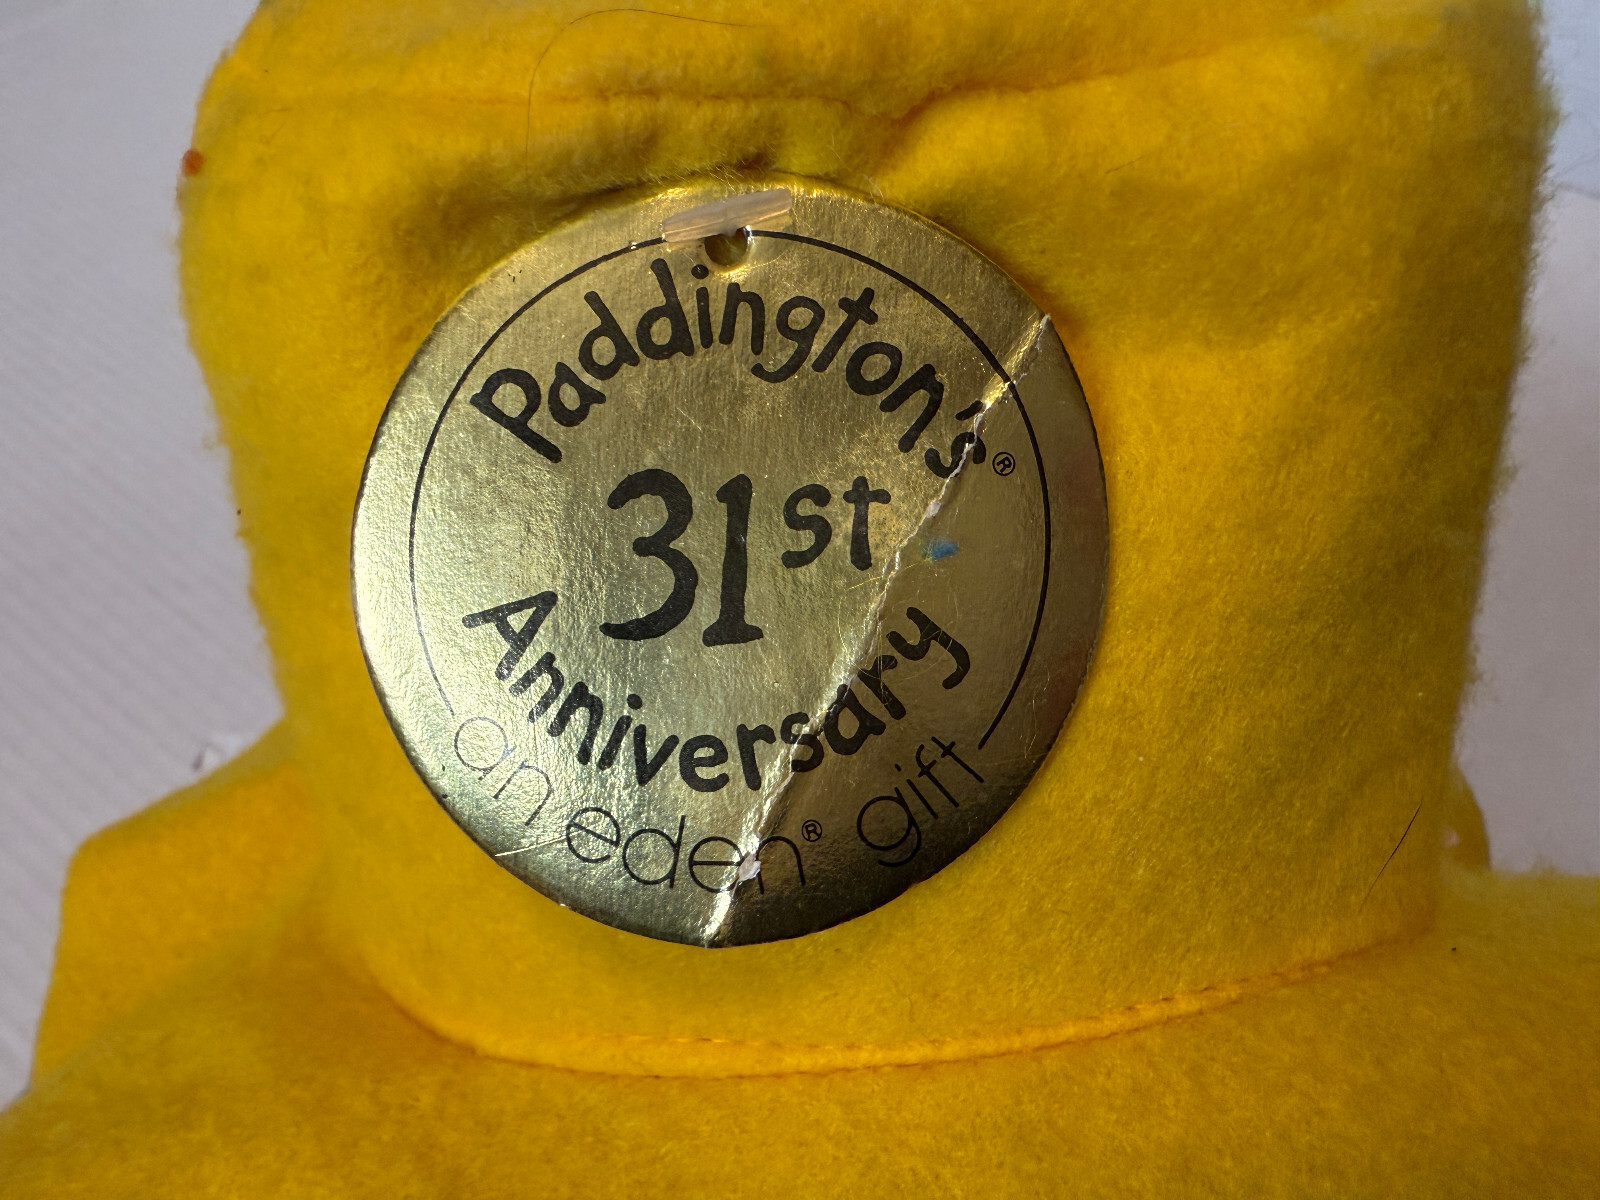 Paddington's®
31st
Anniversary
an eden® gift